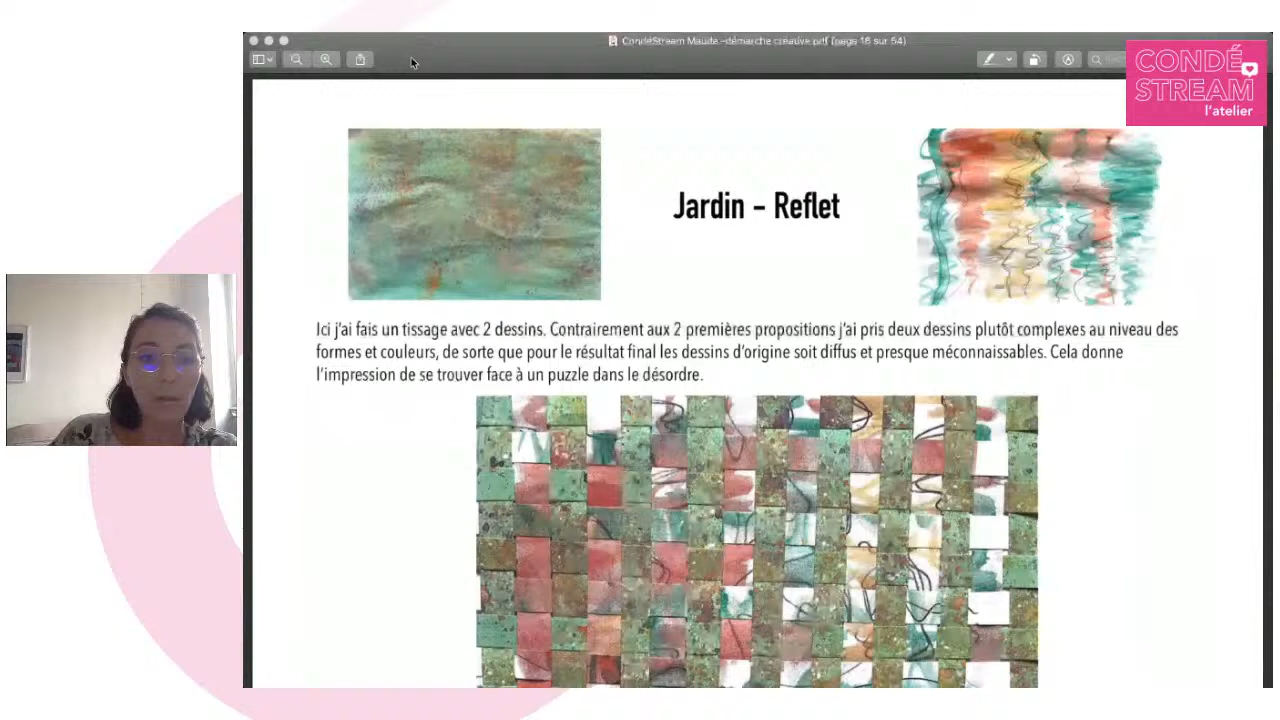 CondéStream Maude -démarche créative.pdf (page 16 sur 54)
CONDÉ
STREAM
l'atelier
Jardin - Reflet
Ici j'ai fais un tissage avec 2 dessins. Contrairement aux 2 premières propositions j'ai pris deux dessins plutôt complexes au niveau des
formes et couleurs, de sorte que pour le résultat final les dessins d'origine soit diffus et presque méconnaissables. Cela donne
l'impression de se trouver face à un puzzle dans le désordre.